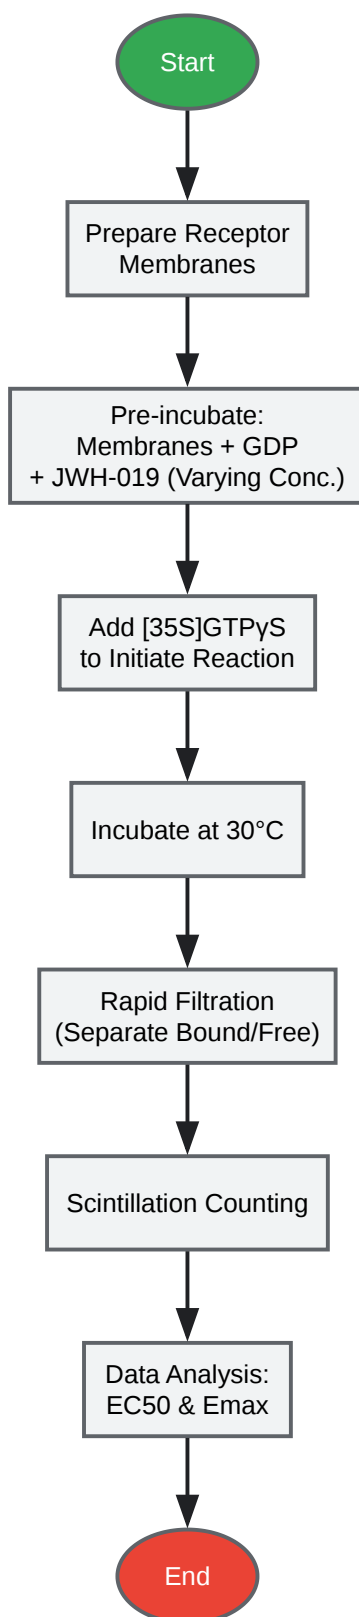 Start
Prepare Receptor
Membranes
Pre-incubate:
Membranes + GDP
+ JWH-019 (Varying Conc.)
Add [35S]GTPγS
to Initiate Reaction
Incubate at 30°C
Rapid Filtration
(Separate Bound/Free)
Scintillation Counting
Data Analysis:
EC50 & Emax
End